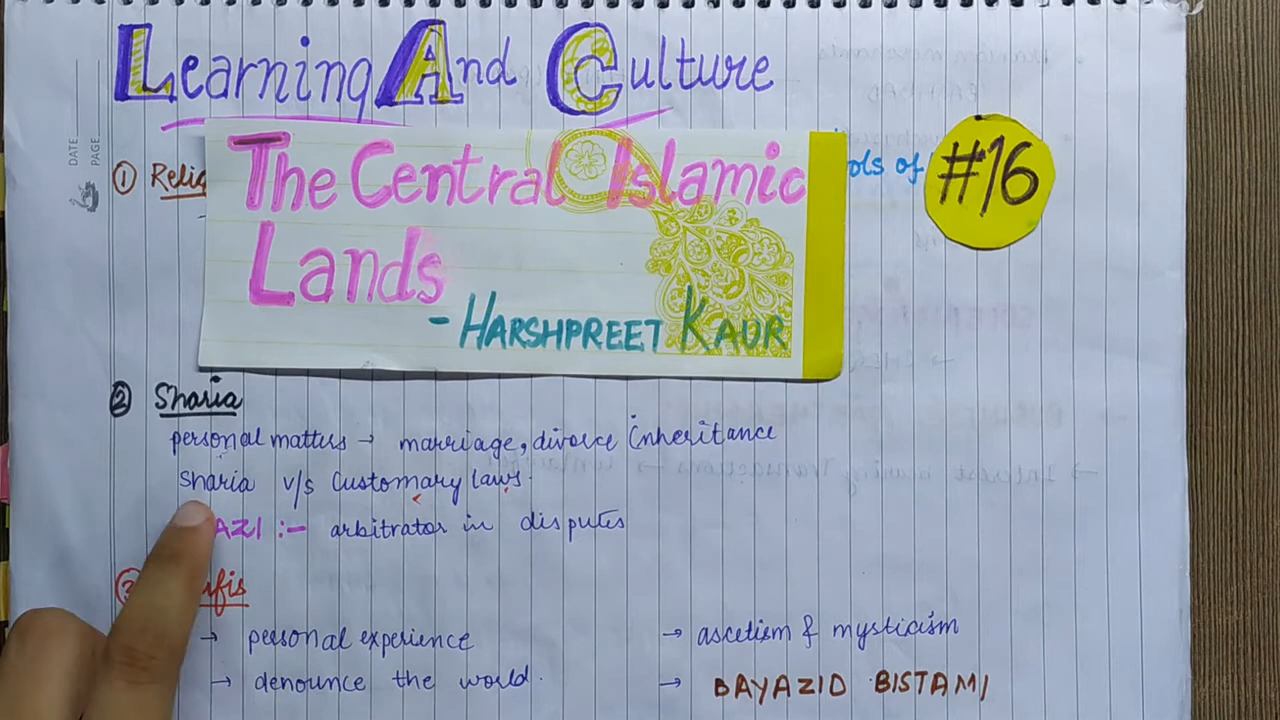 Learning And Culture
DATE
PAGE
① Relig
ols of
#16
The Central Islamic
Lands
- HARSHPREET KAUR
② Sharia
personal matters → marriage, divorce inheritance
Sharia v/s Customary laws.
AZI :- arbitrator in disputes
ufis
→ personal experience
→ ascetism & mysticism
→ denounce the world.
→ BAYAZID BISTAMI